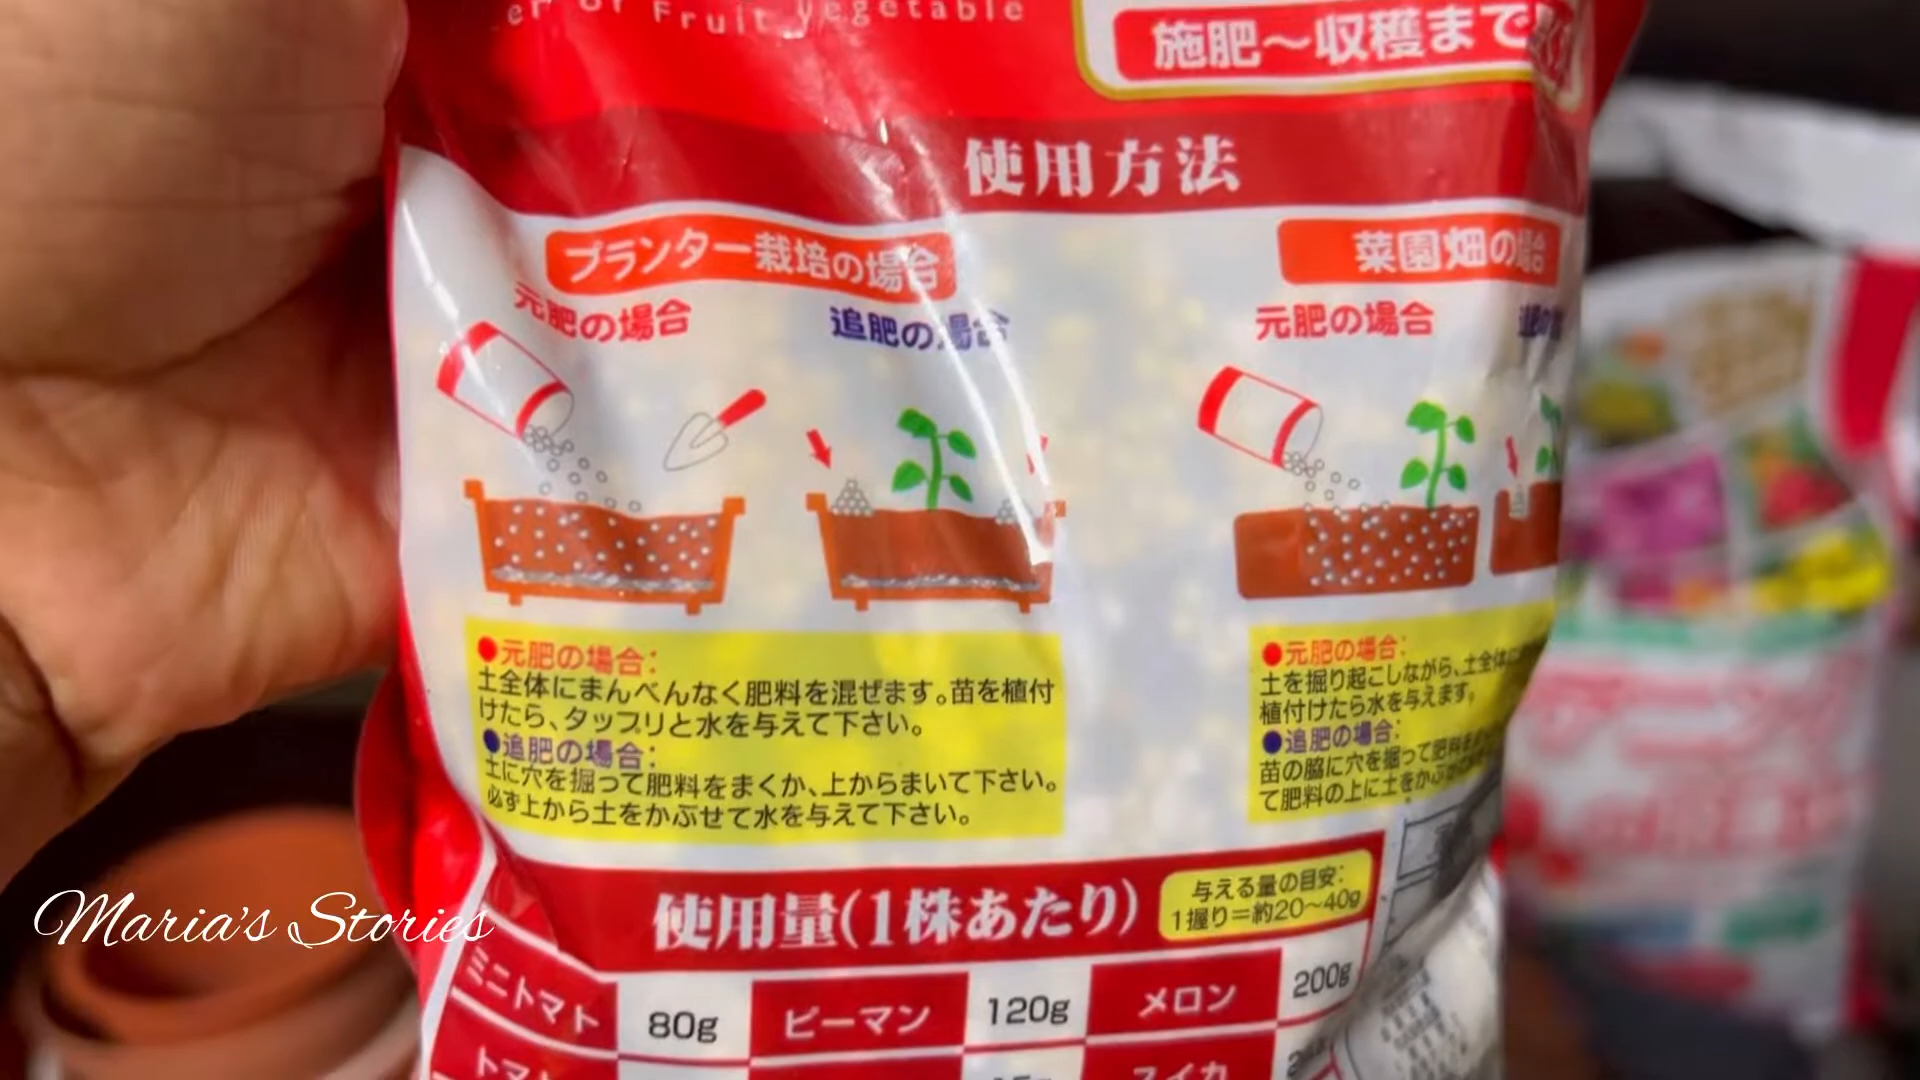 Fruit vegetable
施肥～収穫まで
使用方法
プランター栽培の場合
菜園畑の場合
元肥の場合
追肥の場合
元肥の場合
●元肥の場合:
土全体にまんべんなく肥料を混ぜます。苗を植付
けたら、タップリと水を与えて下さい。
●追肥の場合:
土に穴を掘って肥料をまくか、上からまいて下さい。
必ず上から土をかぶせて水を与えて下さい。
●元肥の場合:
土を掘り起こしながら、土全体に
植付けたら水を与えます。
●追肥の場合:
苗の脇に穴を掘って肥料を
て肥料の上に土をかぶせ
使用量(1株あたり)
与える量の目安:
1握り=約20～40g
ミニトマト 80g ピーマン 120g メロン 200g
トマト スイカ
Maria's Stories